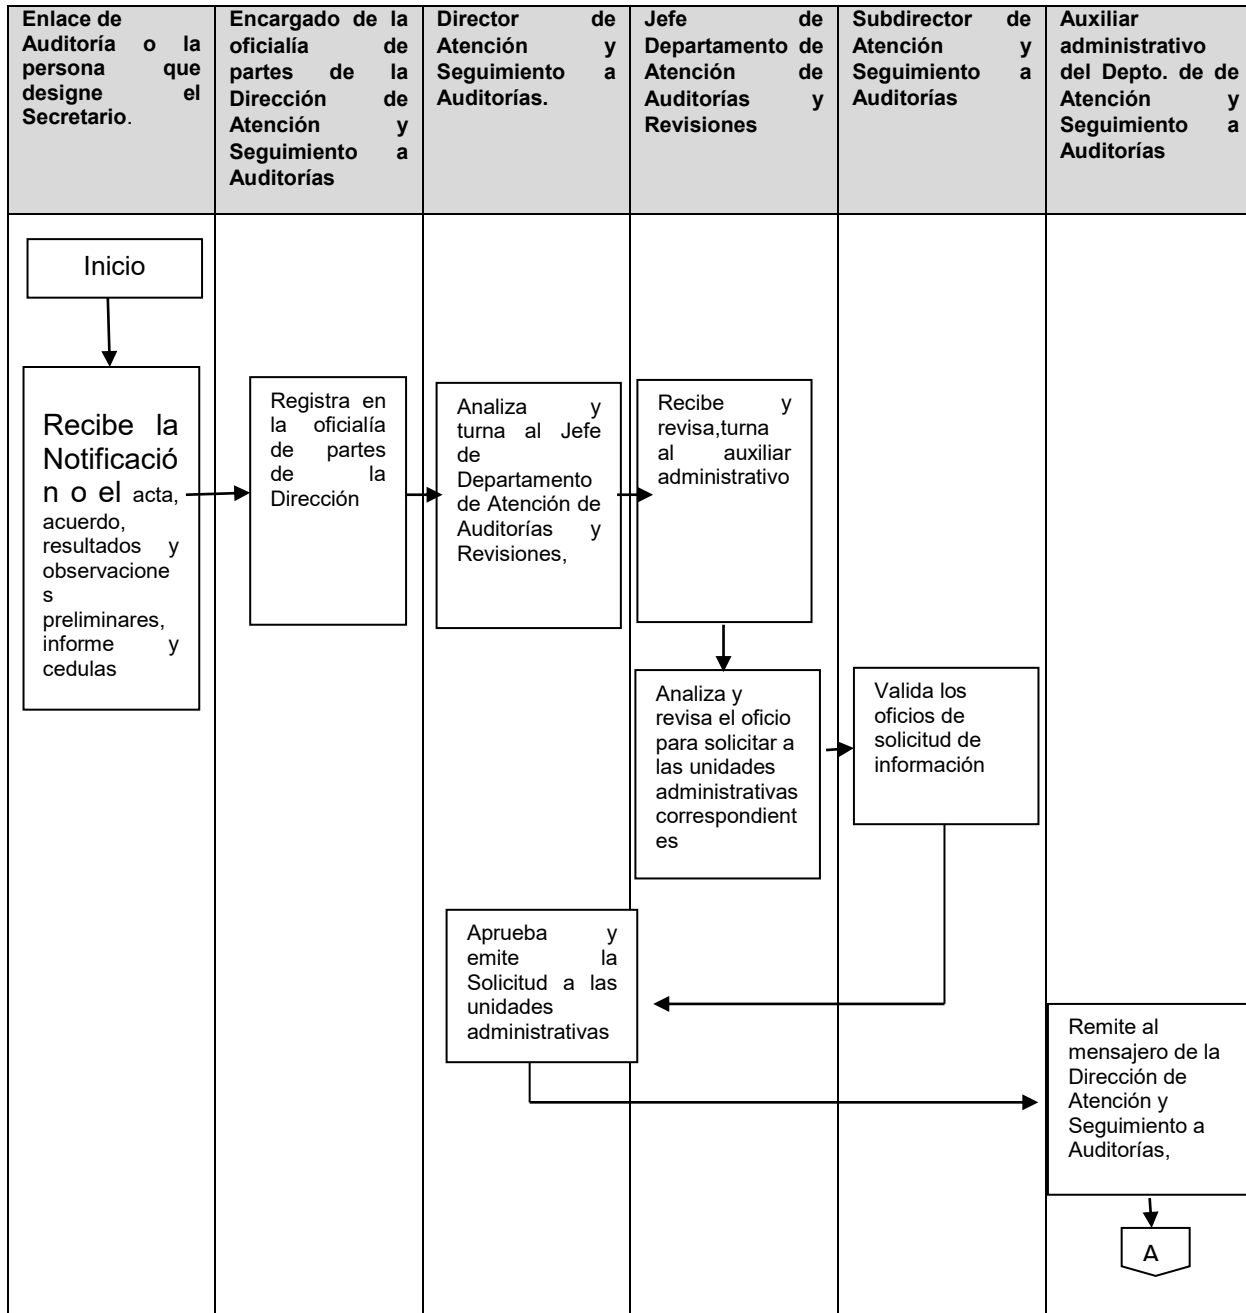 Enlace de
Auditoría o la
persona que
designe el
Secretario.
Encargado de la
oficialía de
partes de la
Dirección de
Atención y
Seguimiento a
Auditorías
Director de
Atención y
Seguimiento a
Auditorías.
Jefe de
Departamento de
Atención de
Auditorías y
Revisiones
Subdirector de
Atención y
Seguimiento a
Auditorías
Auxiliar
administrativo
del Depto. de de
Atención y
Seguimiento a
Auditorías
Inicio
Recibe la
Notificació
n o el acta,
acuerdo,
resultados y
observacione
s
preliminares,
informe y
cedulas
Registra en
la oficialía
de partes
de la
Dirección
Analiza y
turna al Jefe
de
Departamento
de Atención de
Auditorías y
Revisiones,
Recibe y
revisa,turna
al auxiliar
administrativo
Analiza y
revisa el oficio
para solicitar a
las unidades
administrativas
correspondient
es
Valida los
oficios de
solicitud de
información
Aprueba y
emite la
Solicitud a las
unidades
administrativas
Remite al
mensajero de la
Dirección de
Atención y
Seguimiento a
Auditorías,
A